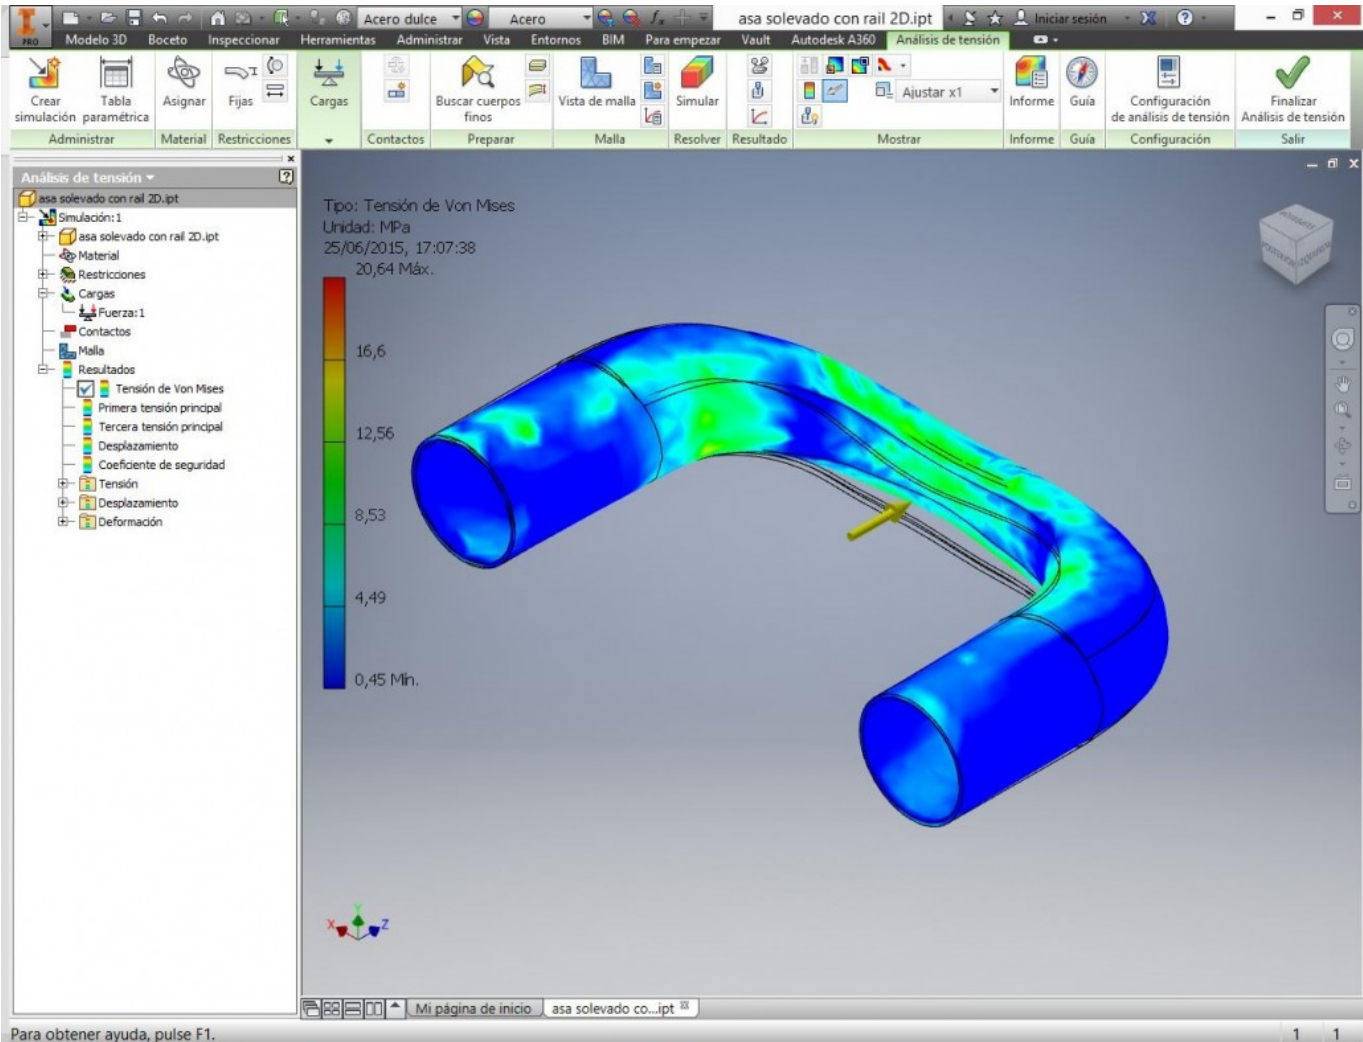 PRO
Acero dulce
Acero
asa solevado con rail 2D.ipt
Iniciar sesión
Modelo 3D
Boceto
Inspeccionar
Herramientas
Administrar
Vista
Entornos
BIM
Para empezar
Vault
Autodesk A360
Análisis de tensión
Crear simulación
Tabla paramétrica
Asignar
Fijas
Cargas
Buscar cuerpos finos
Vista de malla
Simular
Ajustar x1
Informe
Guía
Configuración de análisis de tensión
Finalizar Análisis de tensión
Administrar
Material
Restricciones
Contactos
Preparar
Malla
Resolver
Resultado
Mostrar
Informe
Guía
Configuración
Salir
Análisis de tensión
asa solevado con rail 2D.ipt
Simulación:1
asa solevado con rail 2D.ipt
Material
Restricciones
Cargas
Fuerza:1
Contactos
Malla
Resultados
Tensión de Von Mises
Primera tensión principal
Tercera tensión principal
Desplazamiento
Coeficiente de seguridad
Tensión
Desplazamiento
Deformación
Tipo: Tensión de Von Mises
Unidad: MPa
25/06/2015, 17:07:38
20,64 Máx.
16,6
12,56
8,53
4,49
0,45 Mín.
X
Y
Z
Mi página de inicio
asa solevado co...ipt
Para obtener ayuda, pulse F1.
1 1